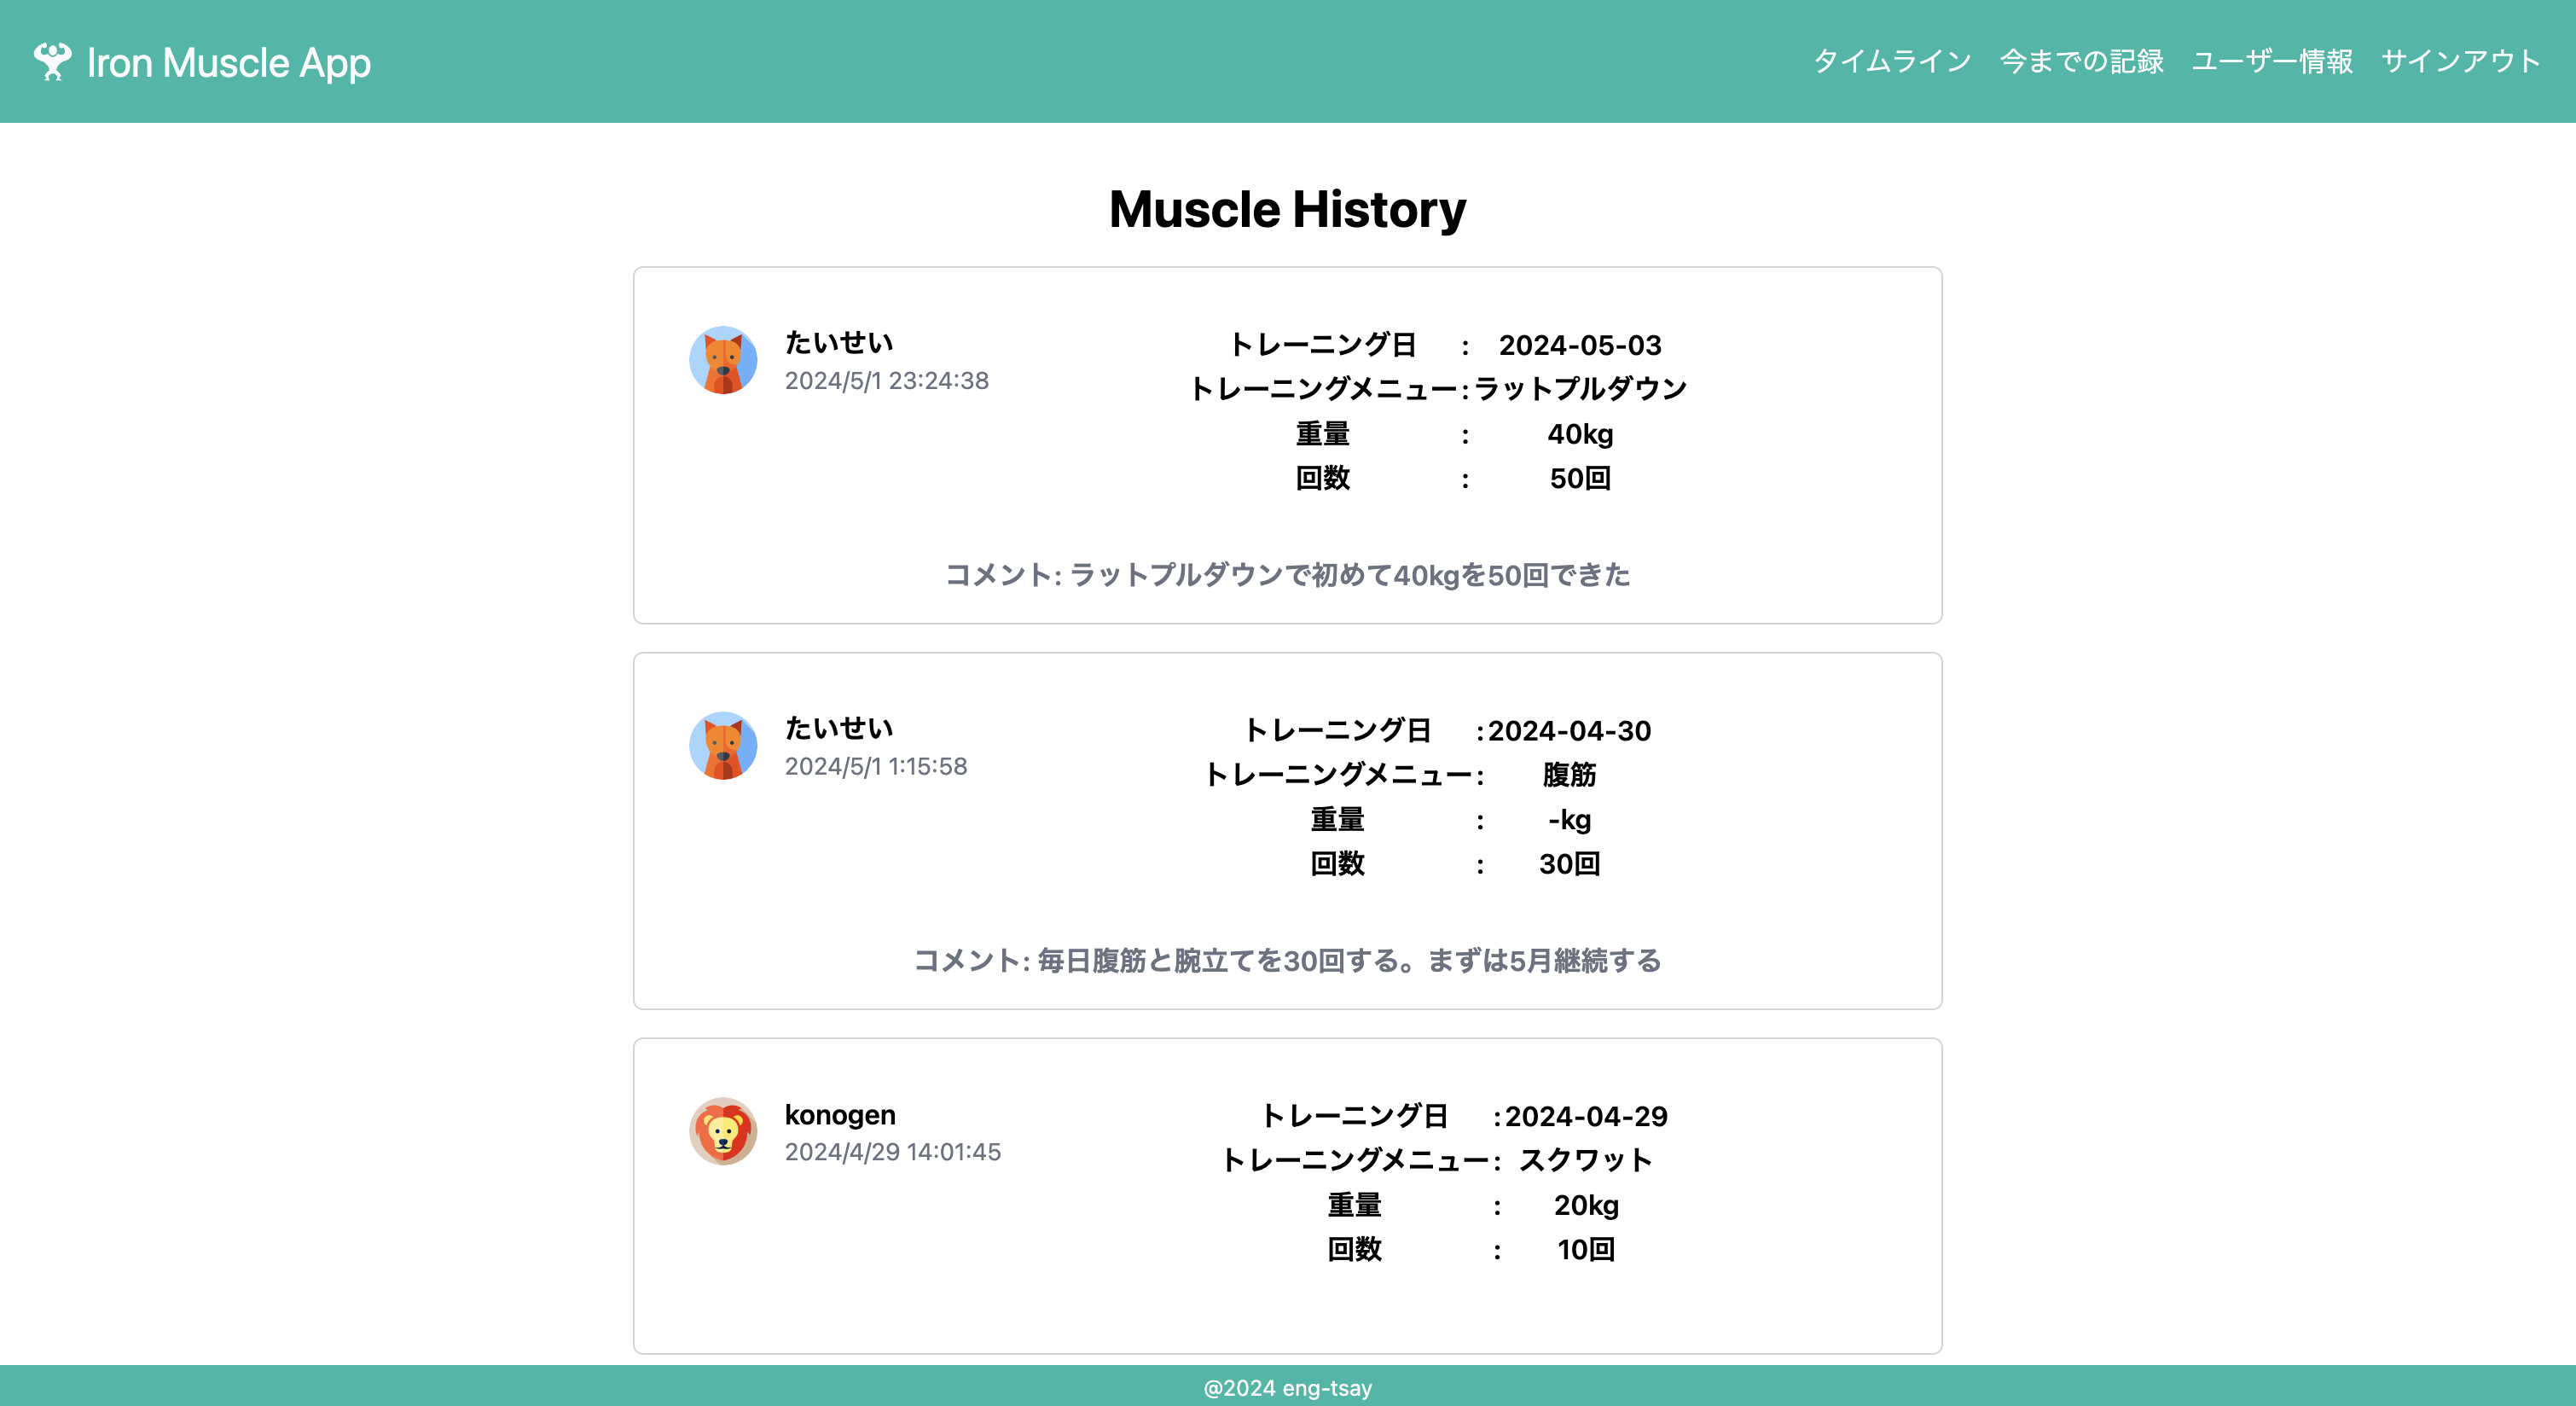 Iron Muscle App
タイムライン 今までの記録 ユーザー情報 サインアウト
Muscle History
たいせい
2024/5/1 23:24:38
トレーニング日 : 2024-05-03
トレーニングメニュー : ラットプルダウン
重量 : 40kg
回数 : 50回
コメント: ラットプルダウンで初めて40kgを50回できた
たいせい
2024/5/1 1:15:58
トレーニング日 : 2024-04-30
トレーニングメニュー : 腹筋
重量 : -kg
回数 : 30回
コメント: 毎日腹筋と腕立てを30回する。まずは5月継続する
konogen
2024/4/29 14:01:45
トレーニング日 : 2024-04-29
トレーニングメニュー : スクワット
重量 : 20kg
回数 : 10回
@2024 eng-tsay